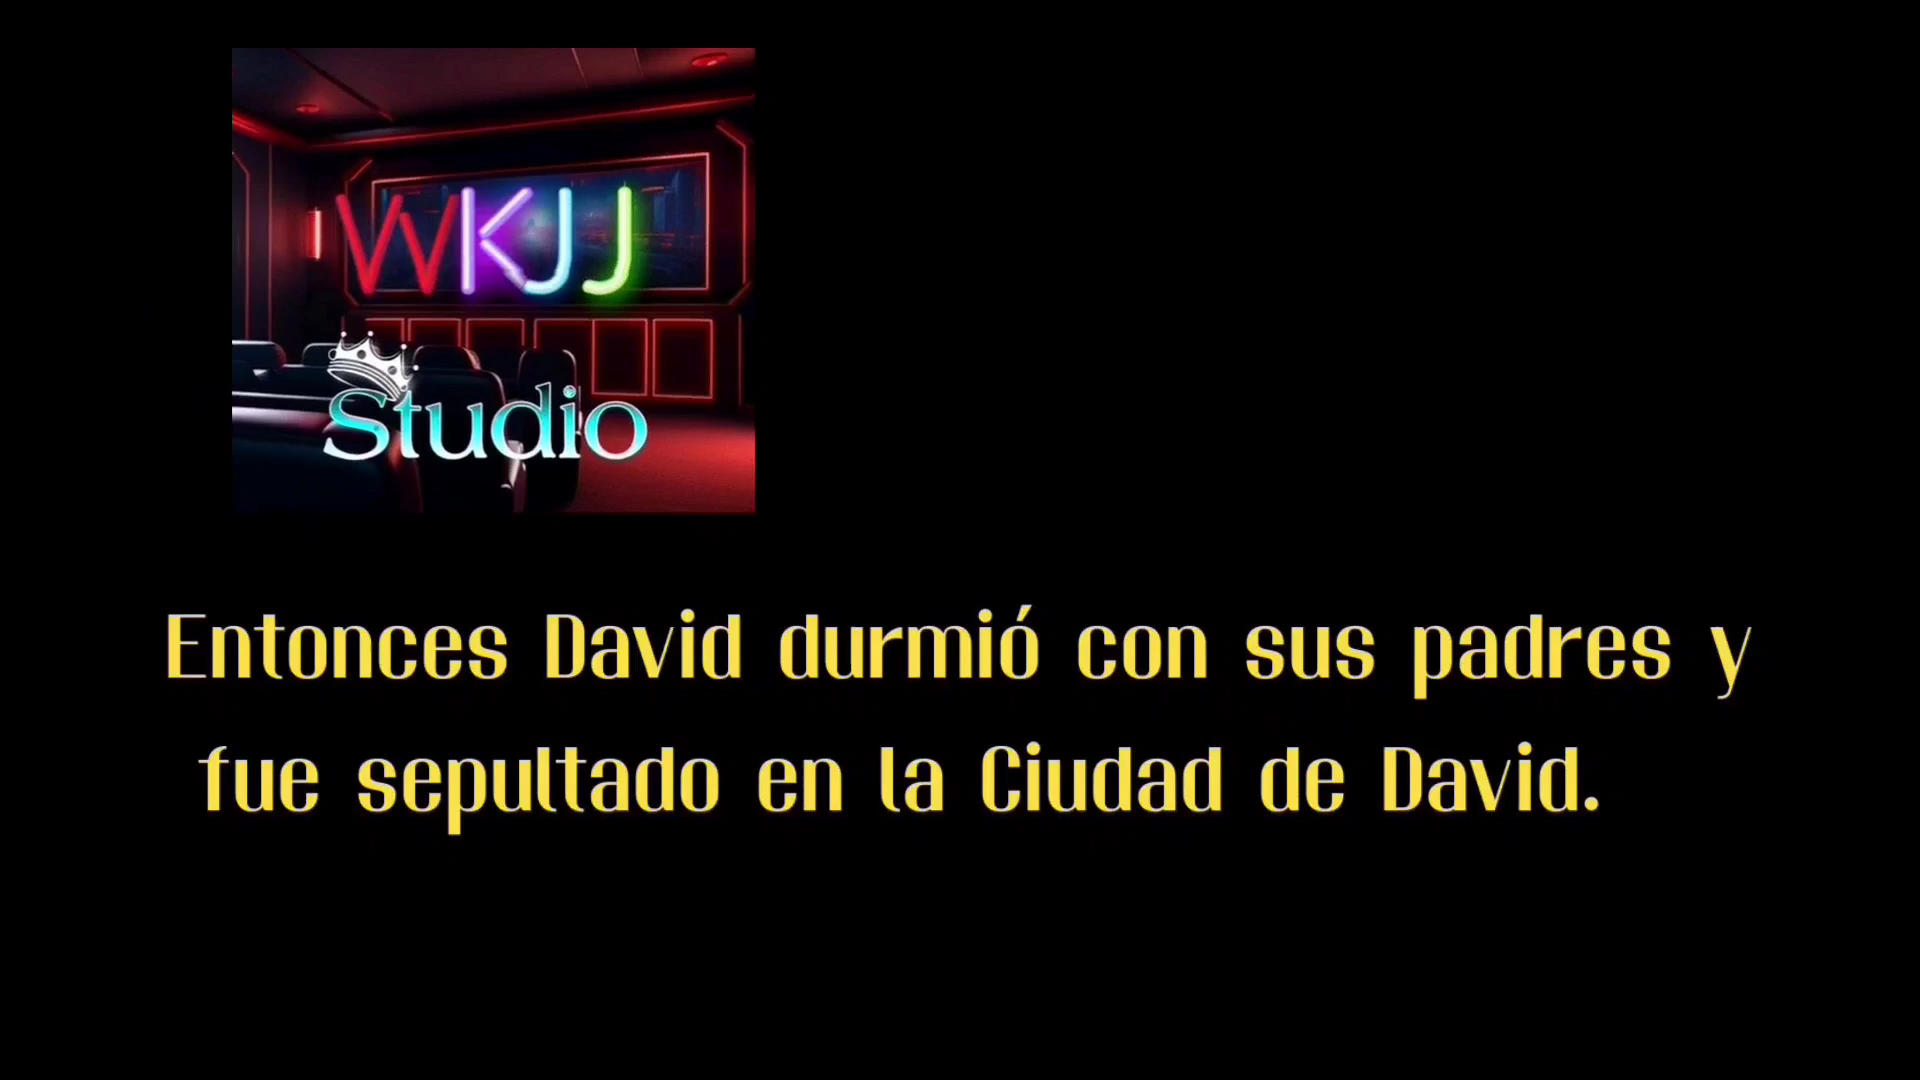 WKJJ
Studio
Entonces David durmió con sus padres y
fue sepultado en la Ciudad de David.